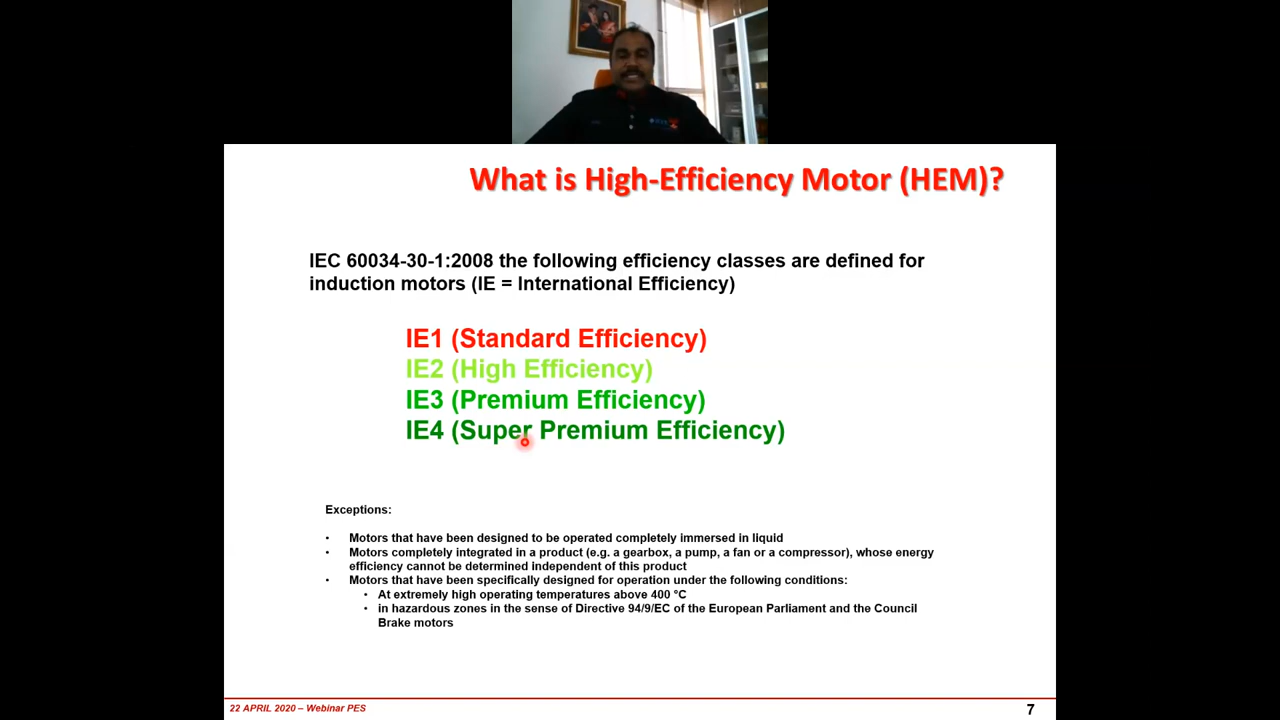 What is High-Efficiency Motor (HEM)?
IEC 60034-30-1:2008 the following efficiency classes are defined for
induction motors (IE = International Efficiency)
IE1 (Standard Efficiency)
IE2 (High Efficiency)
IE3 (Premium Efficiency)
IE4 (Super Premium Efficiency)
Exceptions:
• Motors that have been designed to be operated completely immersed in liquid
• Motors completely integrated in a product (e.g. a gearbox, a pump, a fan or a compressor), whose energy
efficiency cannot be determined independent of this product
• Motors that have been specifically designed for operation under the following conditions:
• At extremely high operating temperatures above 400 °C
• in hazardous zones in the sense of Directive 94/9/EC of the European Parliament and the Council
Brake motors
22 APRIL 2020 – Webinar PES
7